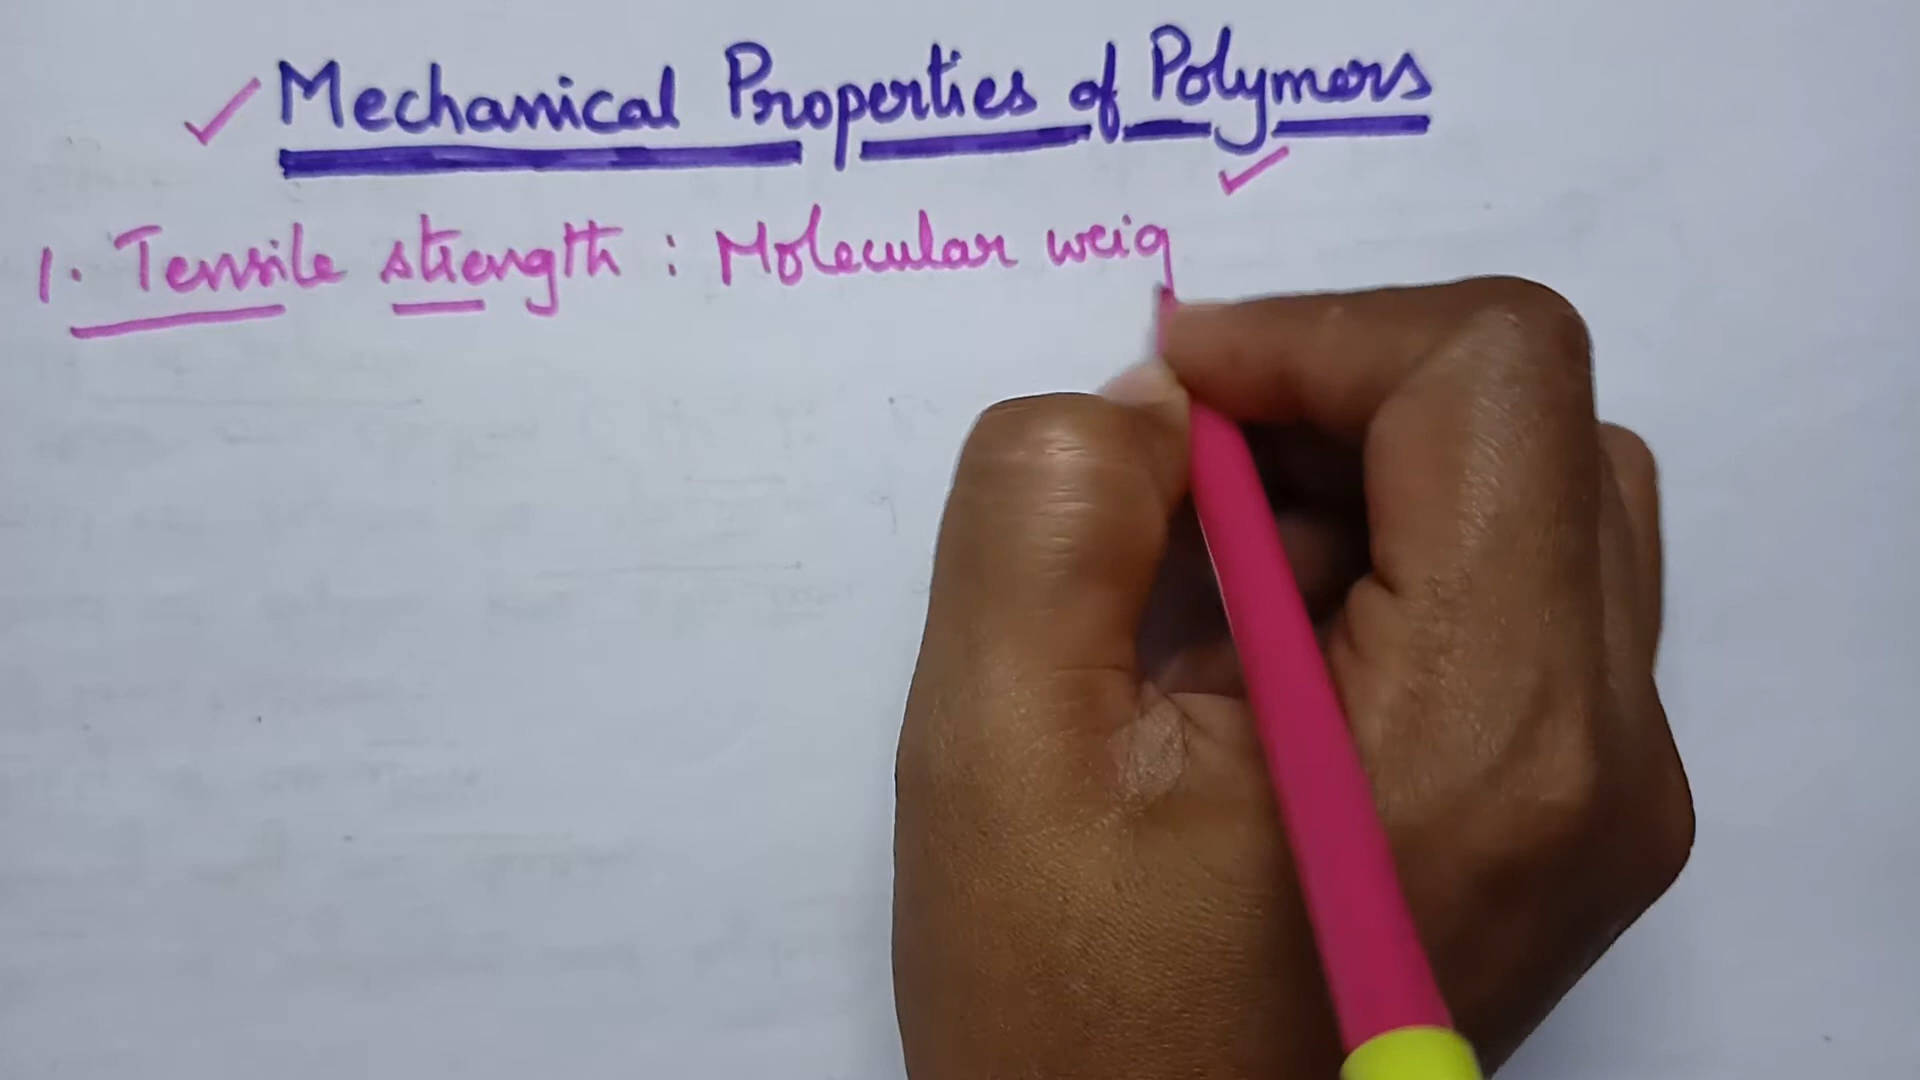 Mechanical Properties of Polymers
1. Tensile strength : Molecular weig